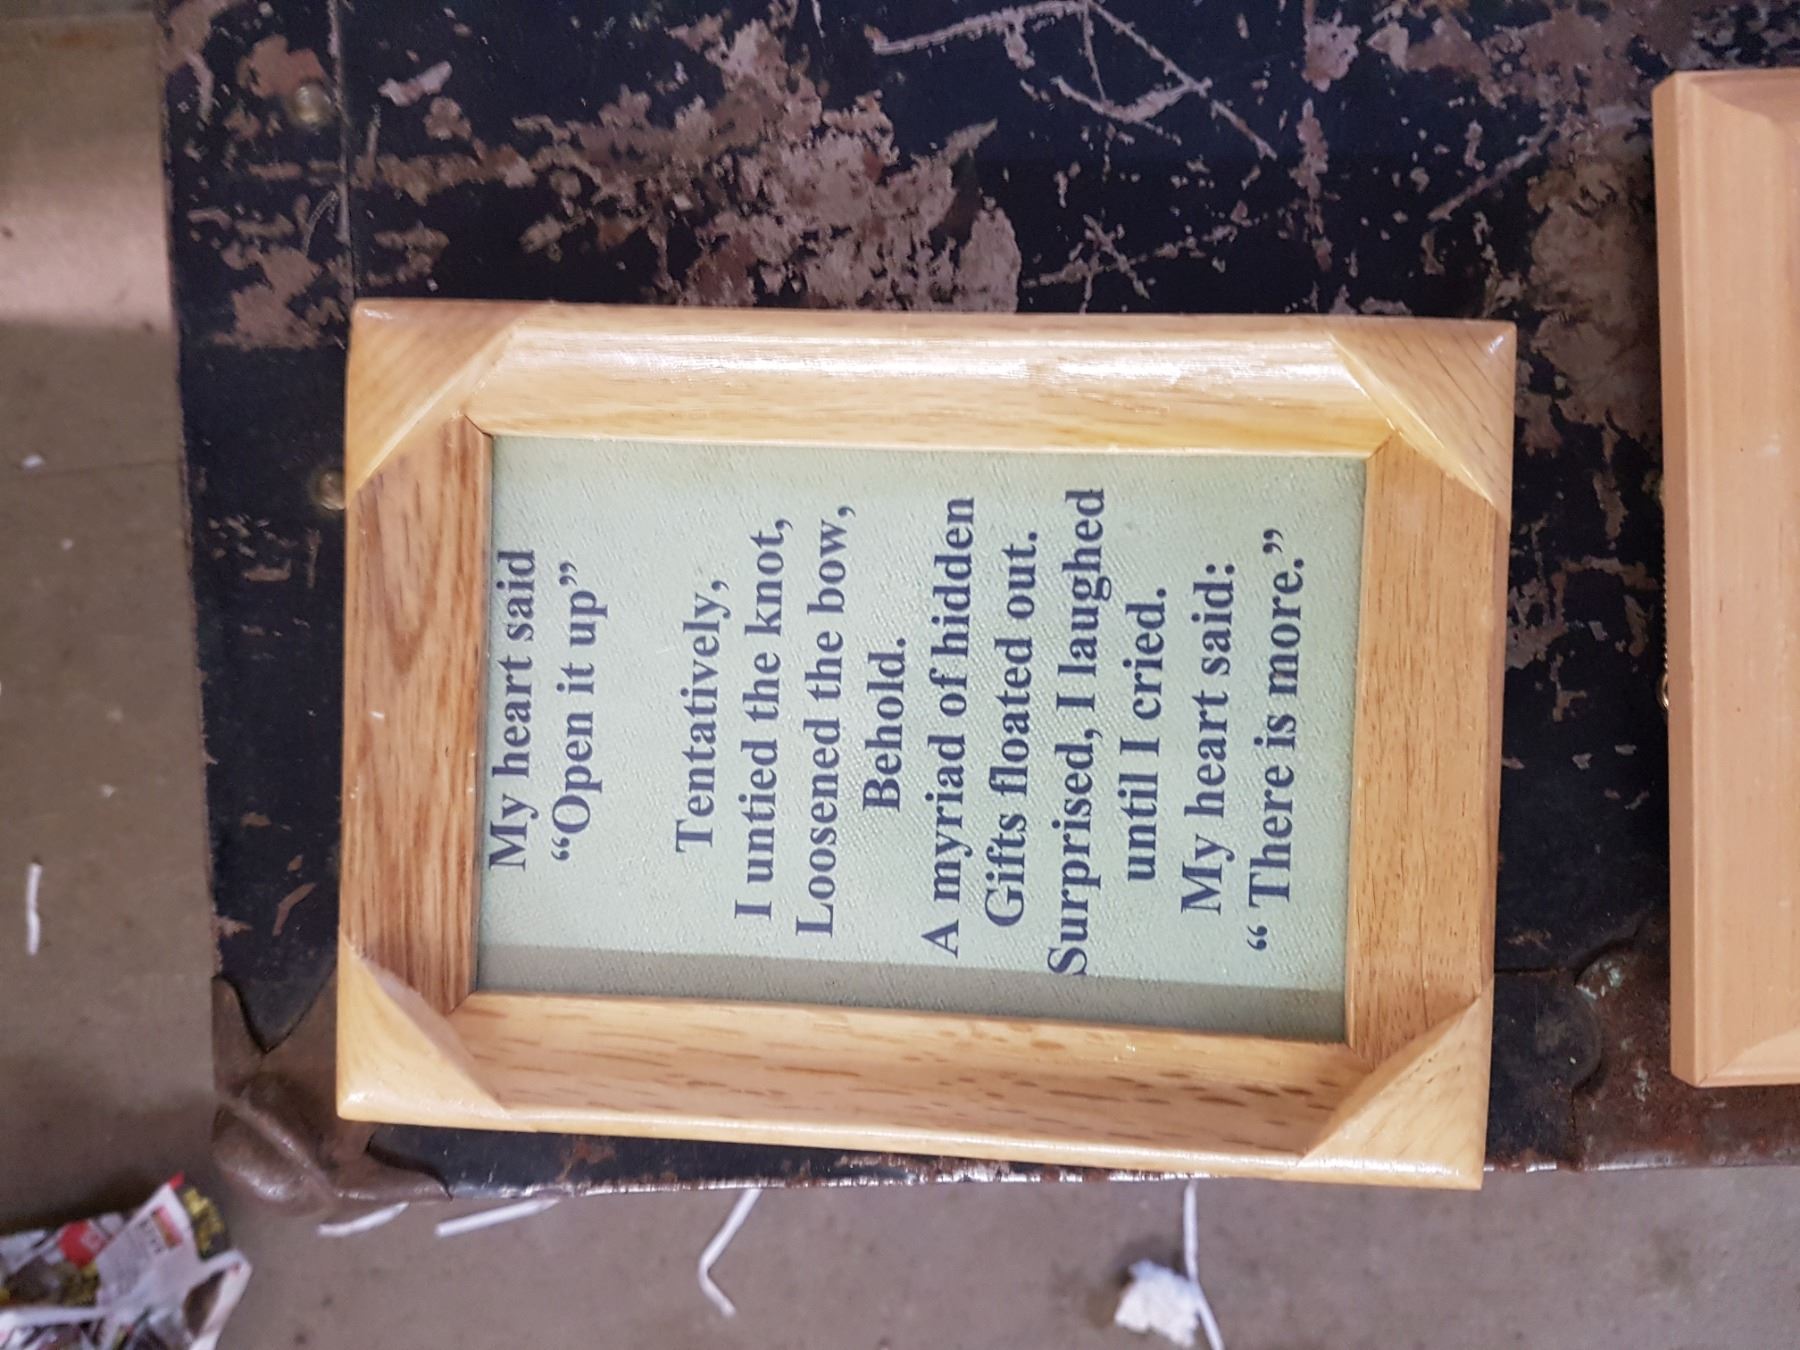 My heart said
“Open it up”
Tentatively,
I untied the knot,
Loosened the bow,
Behold.
A myriad of hidden
Gifts floated out.
Surprised, I laughed
until I cried.
My heart said:
“ There is more.”